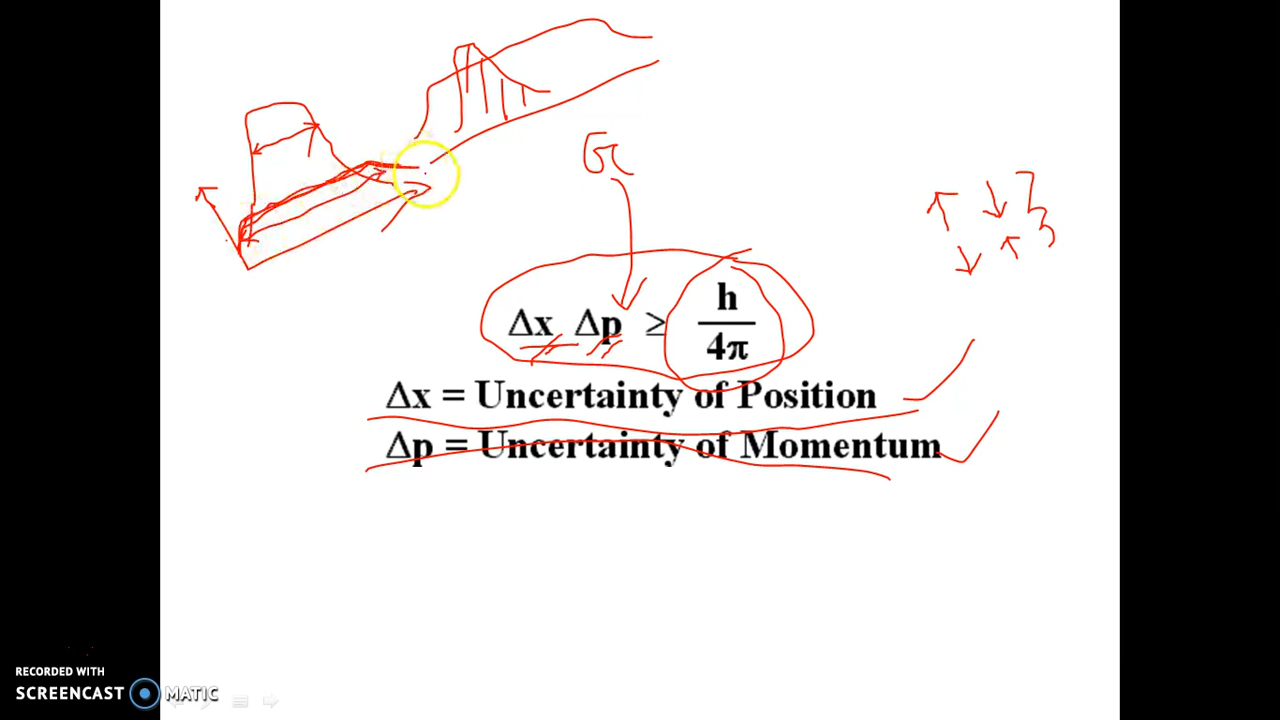 Δx Δp ≥ h/4π
Δx = Uncertainty of Position
Δp = Uncertainty of Momentum
RECORDED WITH
SCREENCAST MATIC